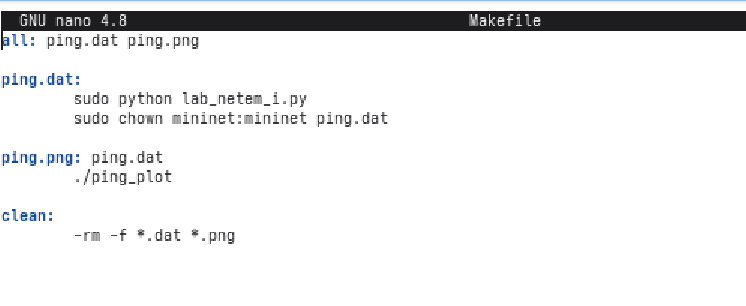 GNU nano 4.8 Makefile
all: ping.dat ping.png
ping.dat:
sudo python lab_netem_i.py
sudo chown mininet:mininet ping.dat
ping.png: ping.dat
./ping_plot
clean:
-rm -f *.dat *.png